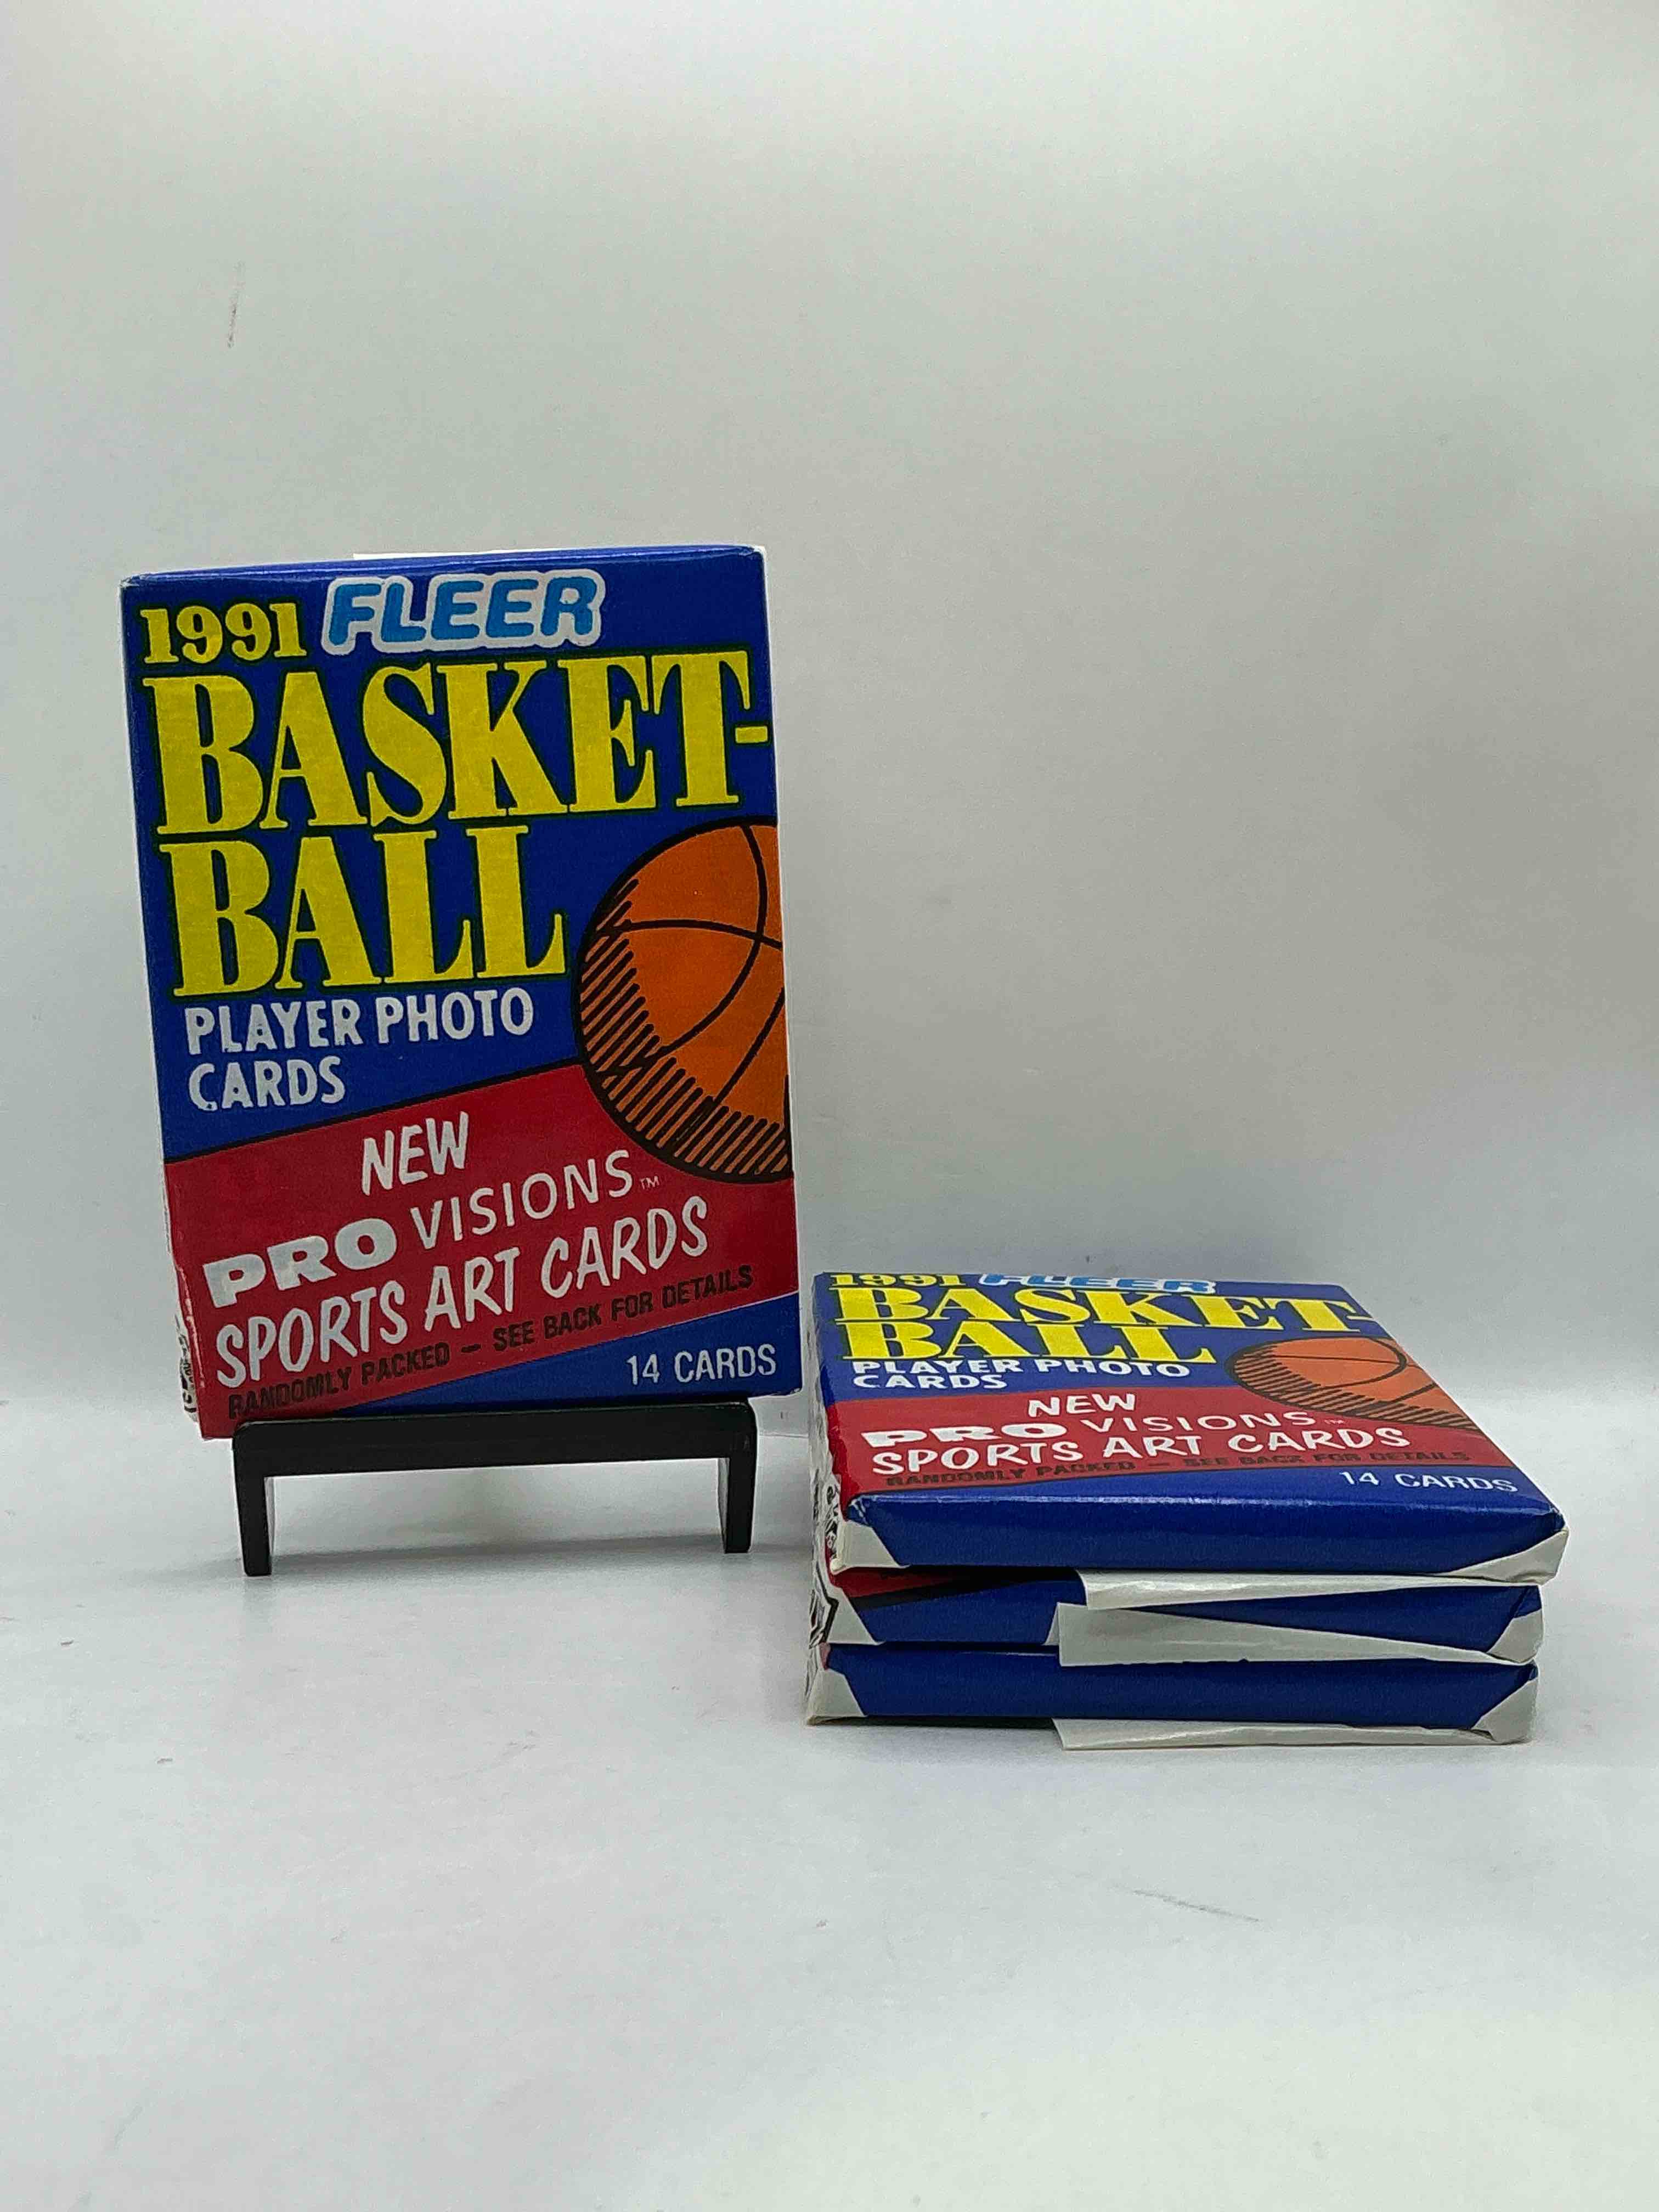 1991 FLEER
BASKET-
BALL
PLAYER PHOTO
CARDS
NEW
PRO VISIONS™
SPORTS ART CARDS
RANDOMLY PACKED — SEE BACK FOR DETAILS
14 CARDS
1991 FLEER
BASKET-
BALL
PLAYER PHOTO
CARDS
NEW
PRO VISIONS™
SPORTS ART CARDS
RANDOMLY PACKED — SEE BACK FOR DETAILS
14 CARDS